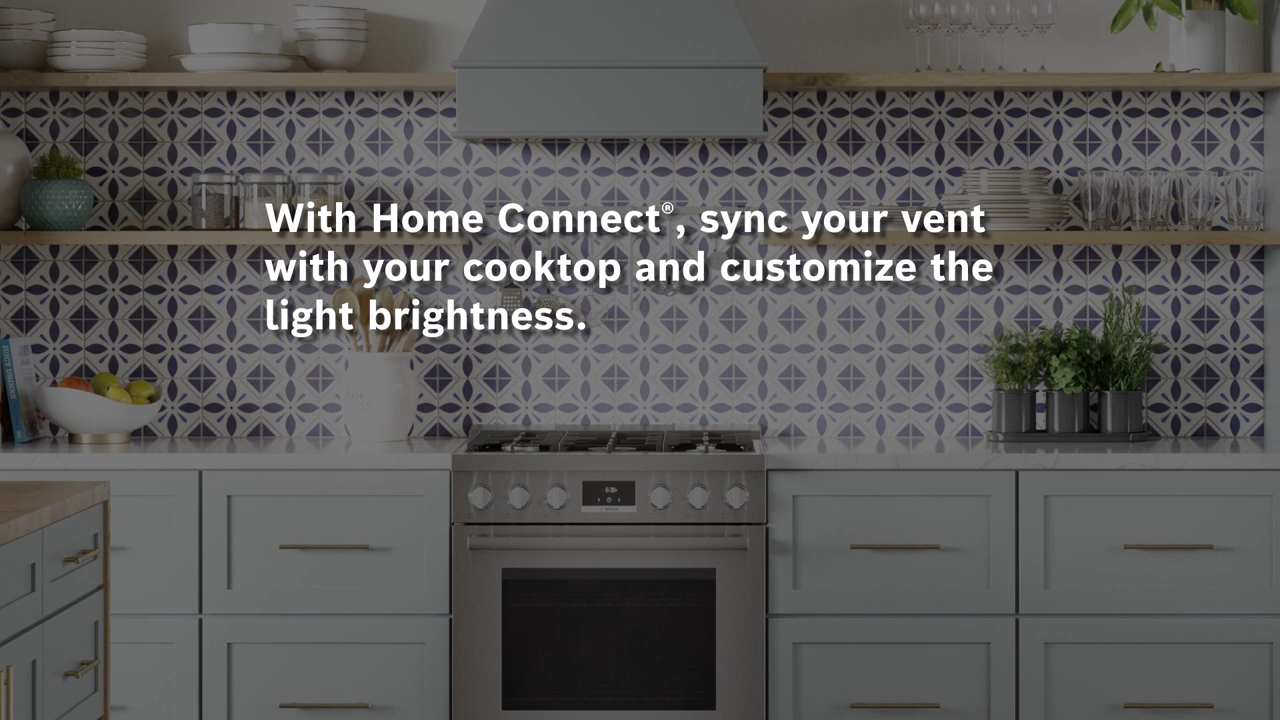 With Home Connect®, sync your vent
with your cooktop and customize the
light brightness.